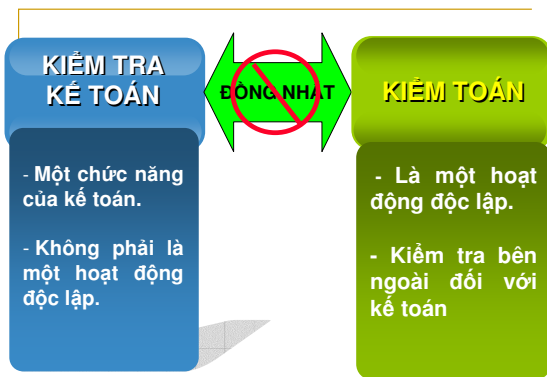 KIỂM TRA
KẾ TOÁN
ĐỒNG NHẤT
KIỂM TOÁN
- Một chức năng
của kế toán.
- Không phải là
một hoạt động
độc lập.
- Là một hoạt
động độc lập.
- Kiểm tra bên
ngoài đối với
kế toán